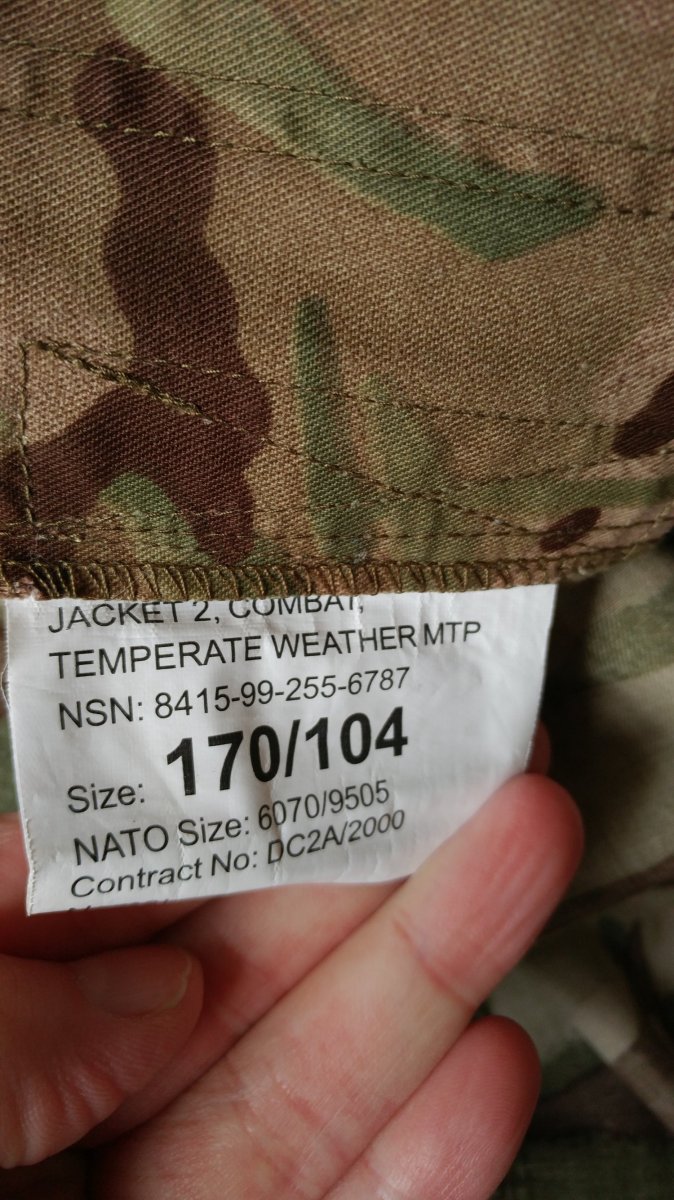 JACKET 2, COMBAT,
TEMPERATE WEATHER MTP
NSN: 8415-99-255-6787
Size: 170/104
NATO Size: 6070/9505
Contract No: DC2A/2000